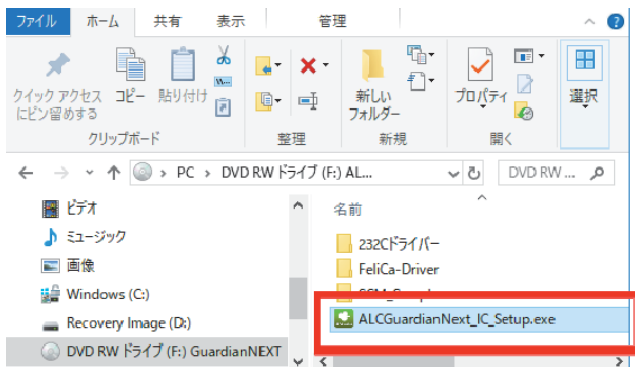 ファイル ホーム 共有 表示 管理
クイック アクセス
にピン留めする
コピー
貼り付け
新しい
フォルダー
プロパティ
選択
クリップボード 整理 新規 開く
PC › DVD RW ドライブ (F:) AL...
DVD RW ...
ビデオ
ミュージック
画像
Windows (C:)
Recovery Image (D:)
DVD RW ドライブ (F:) GuardianNEXT
名前
232Cドライバー
FeliCa-Driver
ALCGuardianNext_IC_Setup.exe